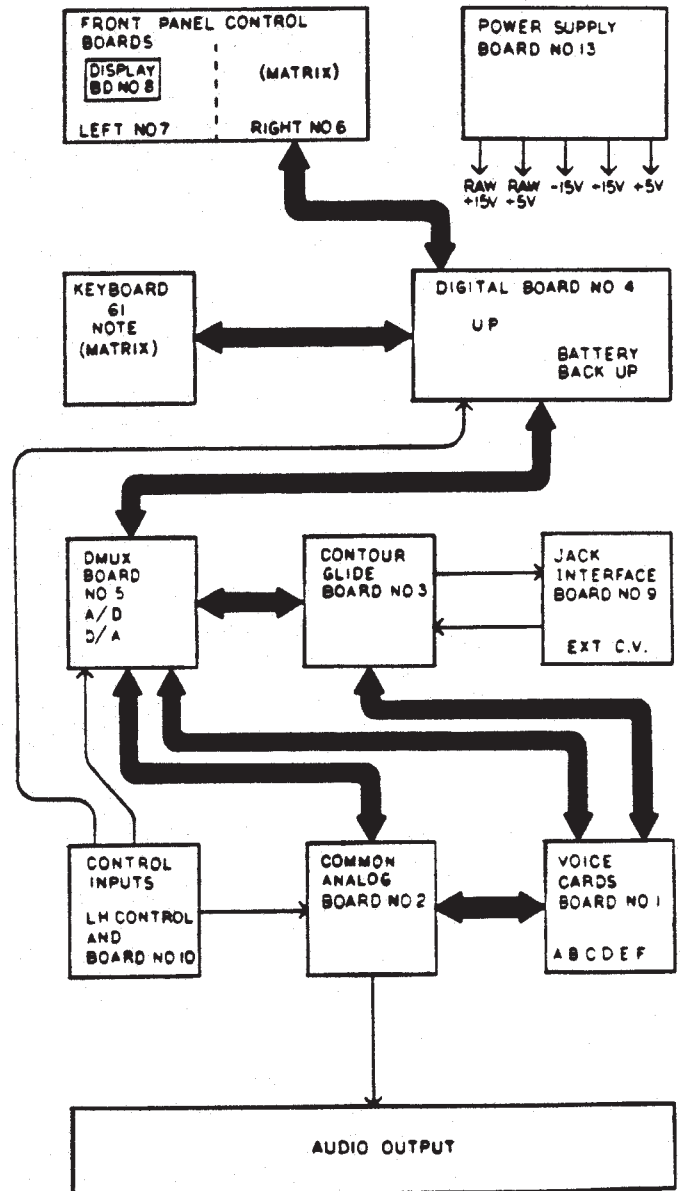 FRONT PANEL CONTROL
BOARDS
DISPLAY
BD NO 8
(MATRIX)
LEFT NO 7
RIGHT NO 6
POWER SUPPLY
BOARD NO 13
RAW
+15V
RAW
+5V
-15V
+15V
+5V
KEYBOARD
61
NOTE
(MATRIX)
DIGITAL BOARD NO 4
UP
BATTERY
BACK UP
DMUX
BOARD
NO 5
A/D
D/A
CONTOUR
GLIDE
BOARD NO 3
JACK
INTERFACE
BOARD NO 9
EXT C.V.
CONTROL
INPUTS
LH CONTROL
AND
BOARD NO 10
COMMON
ANALOG
BOARD NO 2
VOICE
CARDS
BOARD NO 1
A B C D E F
AUDIO OUTPUT